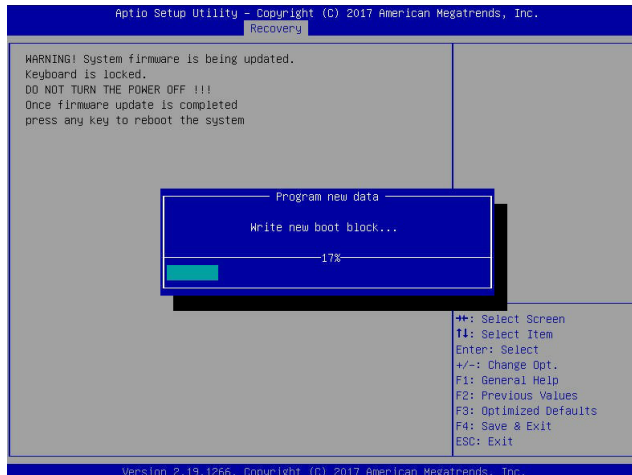 Aptio Setup Utility – Copyright (C) 2017 American Megatrends, Inc.
Recovery
WARNING! System firmware is being updated.
Keyboard is locked.
DO NOT TURN THE POWER OFF !!!
Once firmware update is completed
press any key to reboot the system
Program new data
Write new boot block...
17%
→←: Select Screen
↑↓: Select Item
Enter: Select
+/-: Change Opt.
F1: General Help
F2: Previous Values
F3: Optimized Defaults
F4: Save & Exit
ESC: Exit
Version 2.19.1266. Copyright (C) 2017 American Megatrends, Inc.